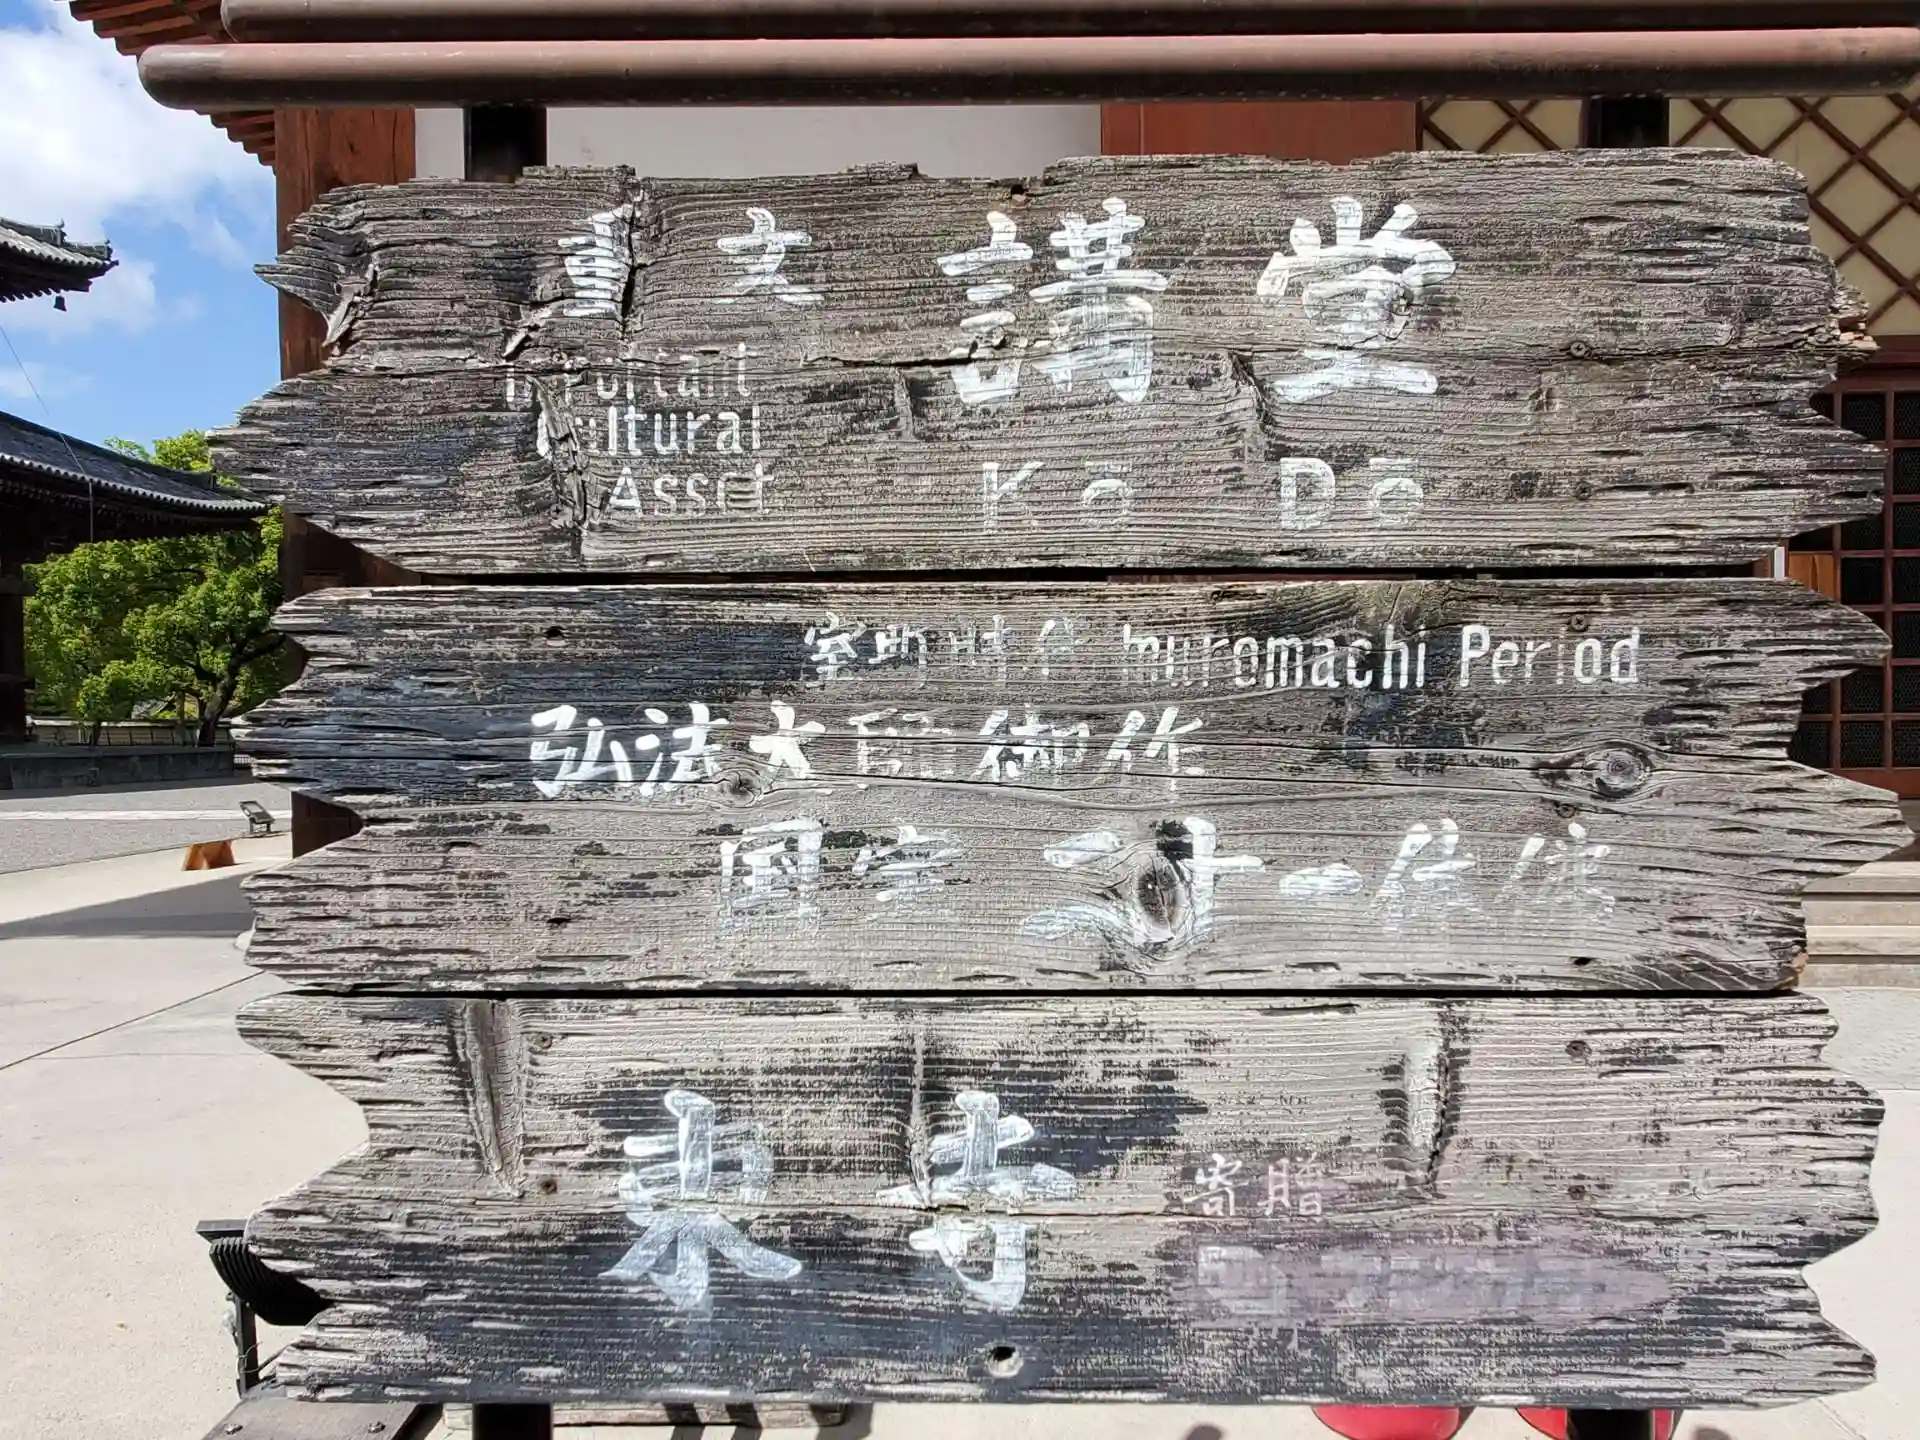 重文 講堂
Important
Cultural
Asset
Kō Dō
室町時代 muromachi Period
弘法大師御作
国宝 二十一体仏像
東寺
寄贈